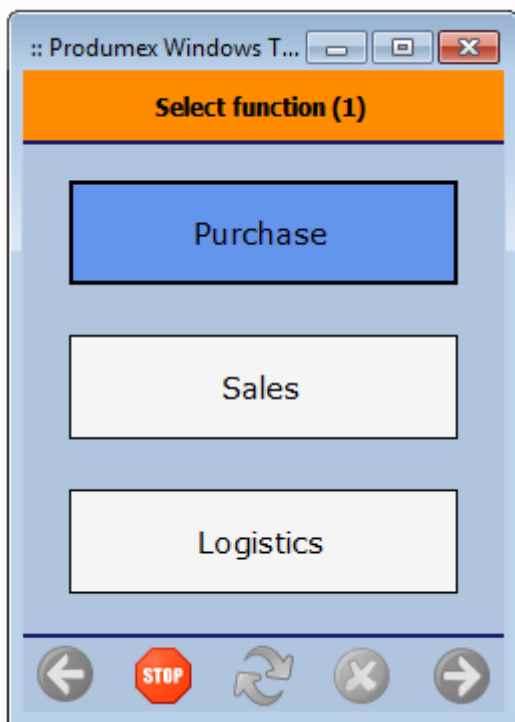 :: Produmex Windows T...
Select function (1)
Purchase
Sales
Logistics
STOP